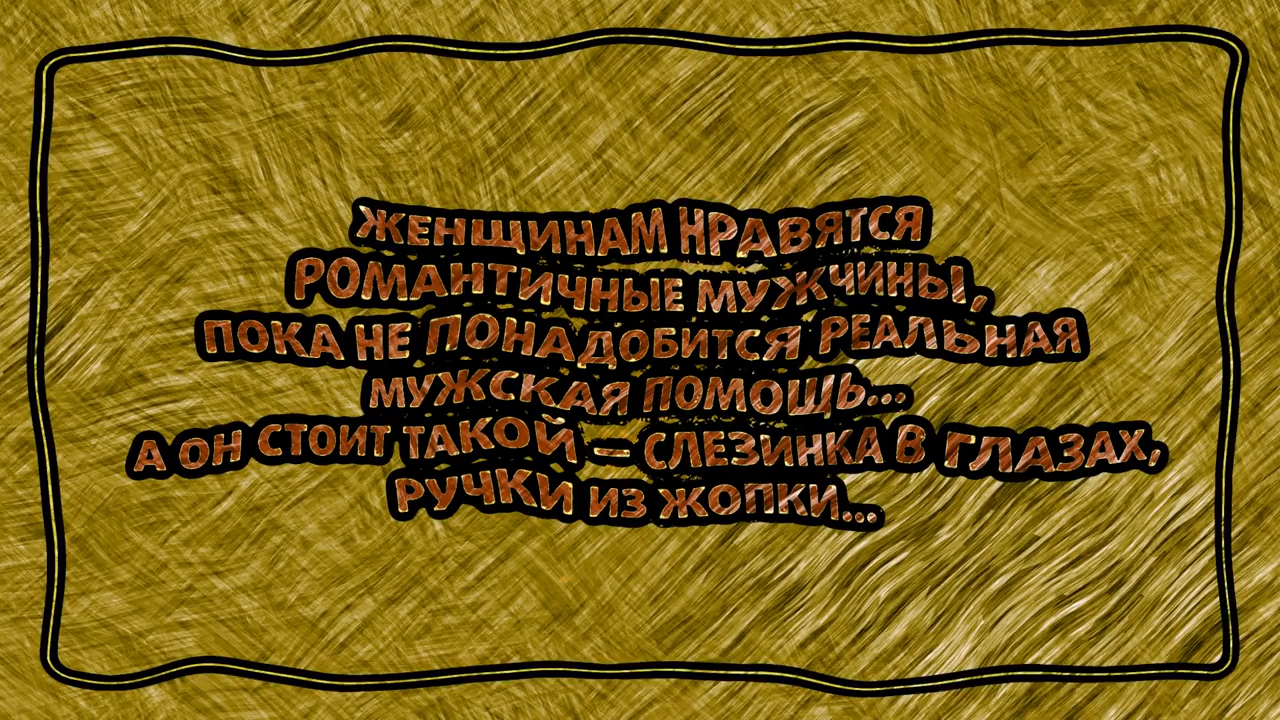 ЖЕНЩИНАМ НРАВЯТСЯ
РОМАНТИЧНЫЕ МУЖЧИНЫ,
ПОКА НЕ ПОНАДОБИТСЯ РЕАЛЬНАЯ
МУЖСКАЯ ПОМОЩЬ...
А ОН СТОИТ ТАКОЙ – СЛЕЗИНКА В ГЛАЗАХ,
РУЧКИ ИЗ ЖОПКИ...